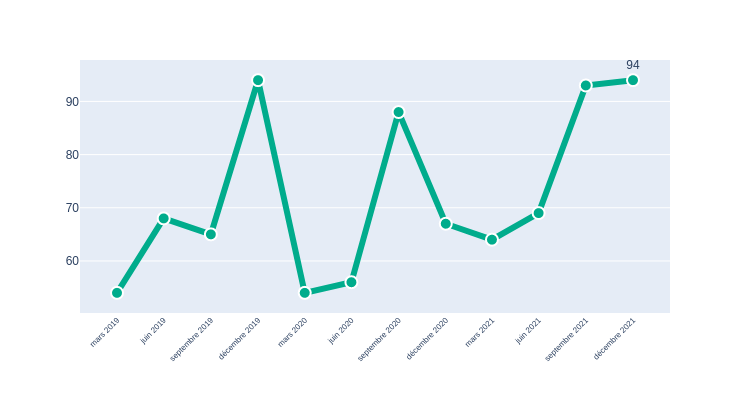 94
90
80
70
60
mars 2019
juin 2019
septembre 2019
décembre 2019
mars 2020
juin 2020
septembre 2020
décembre 2020
mars 2021
juin 2021
septembre 2021
décembre 2021